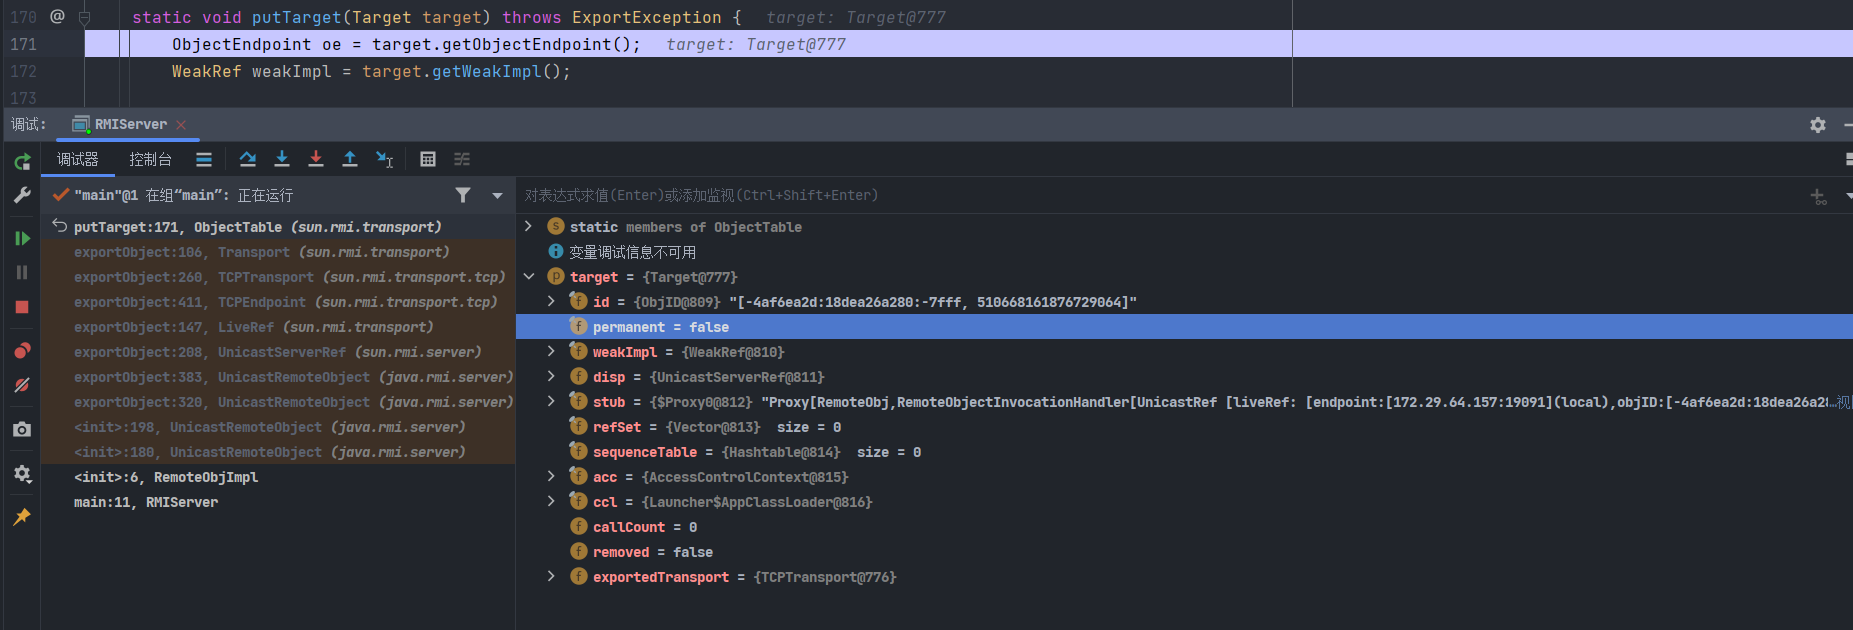 170 @ static void putTarget(Target target) throws ExportException { target: Target@777
171 ObjectEndpoint oe = target.getObjectEndpoint(); target: Target@777
172 WeakRef weakImpl = target.getWeakImpl();
173
调试: RMIServer
调试器 控制台
"main"@1 在组“main”: 正在运行
对表达式求值(Enter)或添加监视(Ctrl+Shift+Enter)
putTarget:171, ObjectTable (sun.rmi.transport)
exportObject:106, Transport (sun.rmi.transport)
exportObject:260, TCPTransport (sun.rmi.transport.tcp)
exportObject:411, TCPEndpoint (sun.rmi.transport.tcp)
exportObject:147, LiveRef (sun.rmi.transport)
exportObject:208, UnicastServerRef (sun.rmi.server)
exportObject:383, UnicastRemoteObject (java.rmi.server)
exportObject:320, UnicastRemoteObject (java.rmi.server)
<init>:198, UnicastRemoteObject (java.rmi.server)
<init>:180, UnicastRemoteObject (java.rmi.server)
<init>:6, RemoteObjImpl
main:11, RMIServer
static members of ObjectTable
变量调试信息不可用
target = {Target@777}
id = {ObjID@809} "[-4af6ea2d:18dea26a280:-7fff, 510668161876729064]"
permanent = false
weakImpl = {WeakRef@810}
disp = {UnicastServerRef@811}
stub = {$Proxy0@812} "Proxy[RemoteObj,RemoteObjectInvocationHandler[UnicastRef [liveRef: [endpoint:[172.29.64.157:19091](local),objID:[-4af6ea2d:18dea26a28...视图
refSet = {Vector@813} size = 0
sequenceTable = {Hashtable@814} size = 0
acc = {AccessControlContext@815}
ccl = {Launcher$AppClassLoader@816}
callCount = 0
removed = false
exportedTransport = {TCPTransport@776}